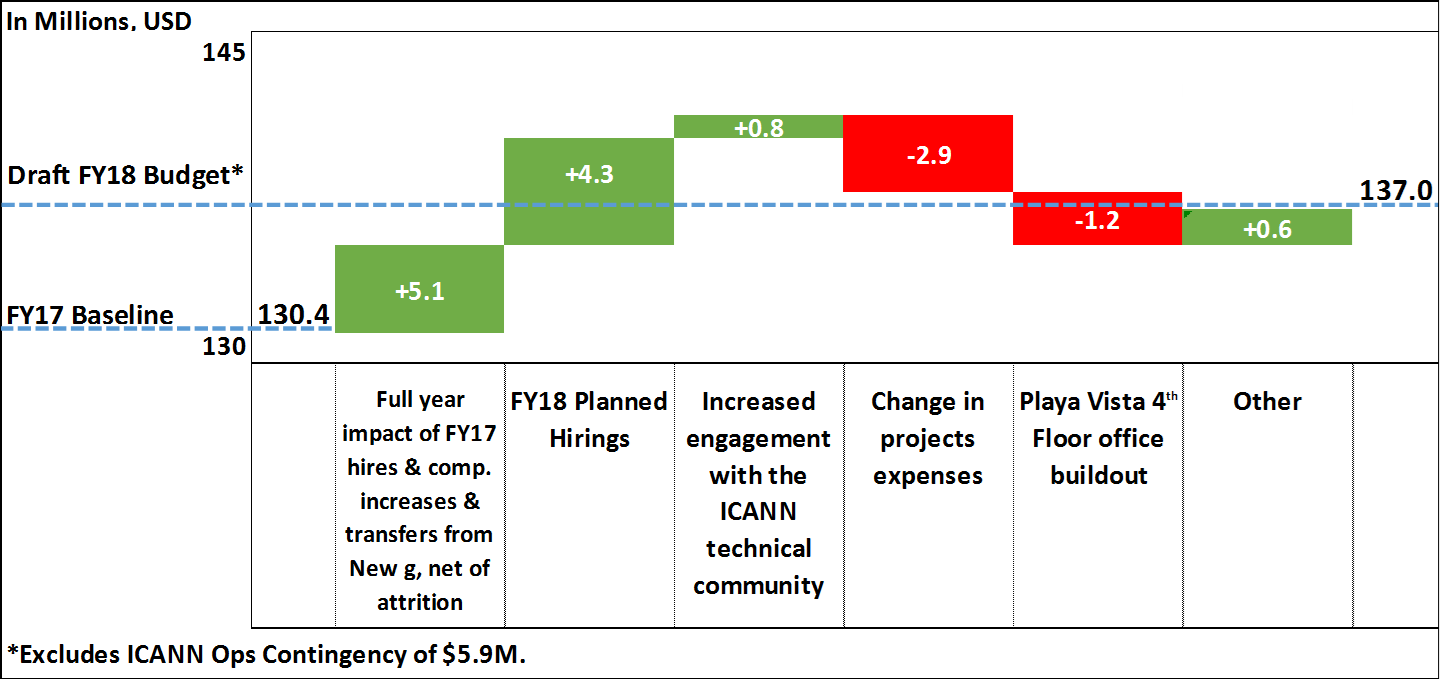 In Millions, USD
145
+0.8
-2.9
+4.3
Draft FY18 Budget*
137.0
-1.2
+0.6
+5.1
FY17 Baseline
130.4
130
Full year
impact of FY17
hires & comp.
increases &
transfers from
New g, net of
attrition
FY18 Planned
Hirings
Increased
engagement
with the
ICANN
technical
community
Change in
projects
expenses
Playa Vista 4th
Floor office
buildout
Other
*Excludes ICANN Ops Contingency of $5.9M.